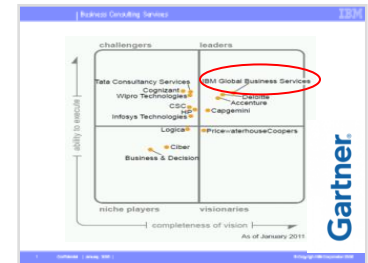 Business Consulting Services
IBM
challengers
leaders
Tata Consultancy Services
IBM Global Business Services
Cognizant
Wipro Technologies
Deloitte
Accenture
CSC
HP
Capgemini
Infosys Technologies
Logica
PricewaterhouseCoopers
Ciber
Business & Decision
ability to execute
niche players
visionaries
completeness of vision
As of January 2011
Gartner